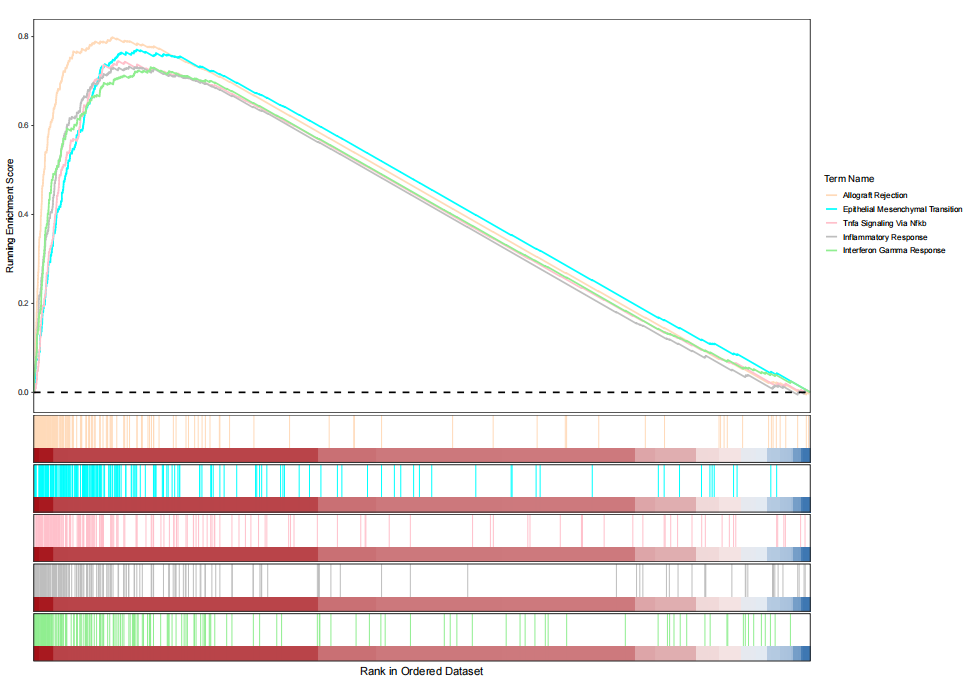 Running Enrichment Score
0.8
0.6
0.4
0.2
0.0
Term Name
Allograft Rejection
Epithelial Mesenchymal Transition
Tnfa Signaling Via Nfkb
Inflammatory Response
Interferon Gamma Response
Rank in Ordered Dataset